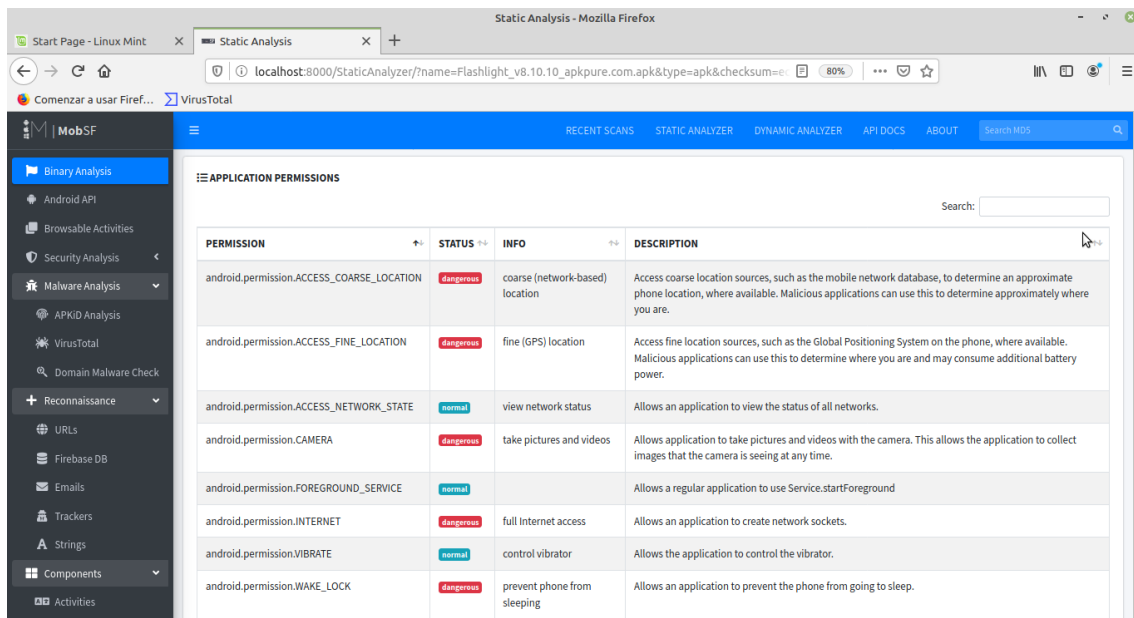 Static Analysis - Mozilla Firefox
Start Page - Linux Mint
Static Analysis
localhost:8000/StaticAnalyzer/?name=Flashlight_v8.10.10_apkpure.com.apk&type=apk&checksum=e
80%
Comenzar a usar Firef...
VirusTotal
MobSF
RECENT SCANS
STATIC ANALYZER
DYNAMIC ANALYZER
API DOCS
ABOUT
Search MD5
Binary Analysis
Android API
Browsable Activities
Security Analysis
Malware Analysis
APKiD Analysis
VirusTotal
Domain Malware Check
Reconnaissance
URLs
Firebase DB
Emails
Trackers
Strings
Components
Activities
APPLICATION PERMISSIONS
Search:
PERMISSION STATUS INFO DESCRIPTION
android.permission.ACCESS_COARSE_LOCATION dangerous coarse (network-based) Access coarse location sources, such as the mobile network database, to determine an approximate
location phone location, where available. Malicious applications can use this to determine approximately where
you are.
android.permission.ACCESS_FINE_LOCATION dangerous fine (GPS) location Access fine location sources, such as the Global Positioning System on the phone, where available.
Malicious applications can use this to determine where you are and may consume additional battery
power.
android.permission.ACCESS_NETWORK_STATE normal view network status Allows an application to view the status of all networks.
android.permission.CAMERA dangerous take pictures and videos Allows application to take pictures and videos with the camera. This allows the application to collect
images that the camera is seeing at any time.
android.permission.FOREGROUND_SERVICE normal Allows a regular application to use Service.startForeground
android.permission.INTERNET dangerous full Internet access Allows an application to create network sockets.
android.permission.VIBRATE normal control vibrator Allows the application to control the vibrator.
android.permission.WAKE_LOCK dangerous prevent phone from Allows an application to prevent the phone from going to sleep.
sleeping